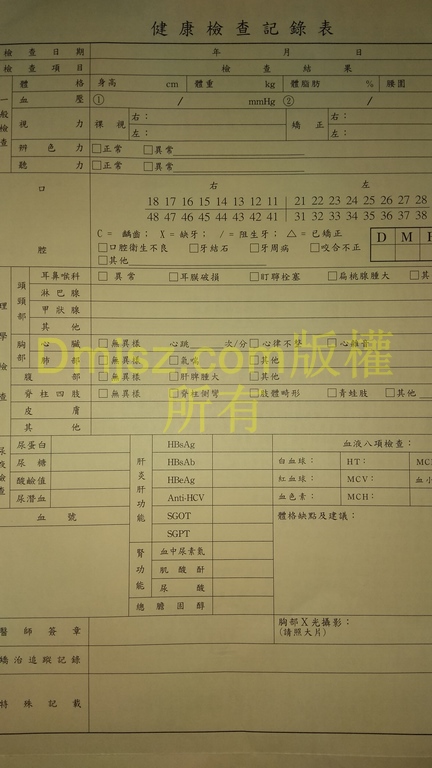 健康檢查記錄表
檢查日期 年 月 日
檢查項目 檢查結果
體格 身高 cm 體重 kg 體脂肪 % 腰圍
一般檢查 血壓 ① / mmHg ② /
視力 裸視 右： 左： 矯正 右： 左：
辨色力 □正常 □異常
聽力 □正常 □異常
口腔 右 左
18 17 16 15 14 13 12 11 21 22 23 24 25 26 27 28
48 47 46 45 44 43 42 41 31 32 33 34 35 36 37 38
C = 齲齒； X = 缺牙； / = 阻生牙； △ = 已矯正 D M
□口腔衛生不良 □牙結石 □牙周病 □咬合不正
□其他
理學檢查 頭頸部 耳鼻喉科 □異常 □耳膜破損 □盯聹栓塞 □扁桃腺腫大 □其
淋巴腺
甲狀腺
其他
胸部 心臟 □無異樣 心跳 次/分 □心律不整 □心雜音
肺部 □無異樣 □氣喘 □其他
腹部 □無異樣 □肝脾腫大 □其他
脊柱四肢 □無異樣 □脊柱側彎 □肢體畸形 □青蛙肢 □其他
皮膚
其他
Dmjsz.com版權所有
尿液檢查 尿蛋白
尿糖
酸鹼值
尿潛血
血號
肝炎肝功能 HBsAg
HBsAb
HBeAg
Anti-HCV
SGOT
SGPT
腎功能 血中尿素氮
肌酸酐
尿酸
總膽固醇
血液八項檢查：
白血球： HT： MC
紅血球： MCV： 血小
血色素： MCH：
體格缺點及建議：
胸部X光攝影：
(請照大片)
醫師簽章
矯治追蹤記錄
特殊記載